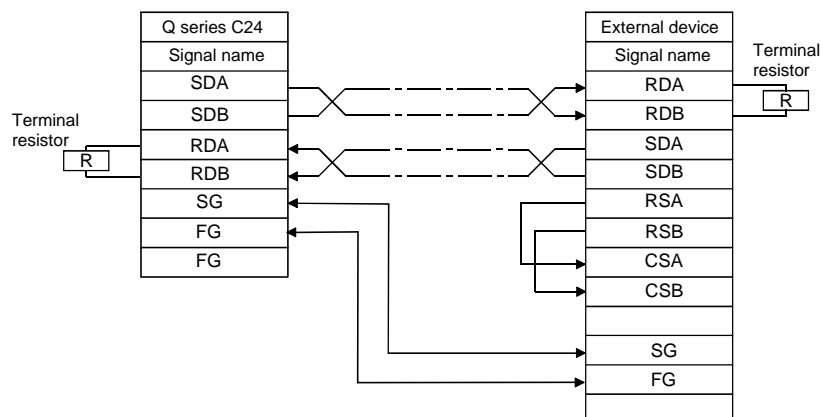 Q series C24
Signal name
SDA
SDB
RDA
RDB
SG
FG
FG
Terminal
resistor
R
External device
Signal name
RDA
RDB
SDA
SDB
RSA
RSB
CSA
CSB
SG
FG
Terminal
resistor
R